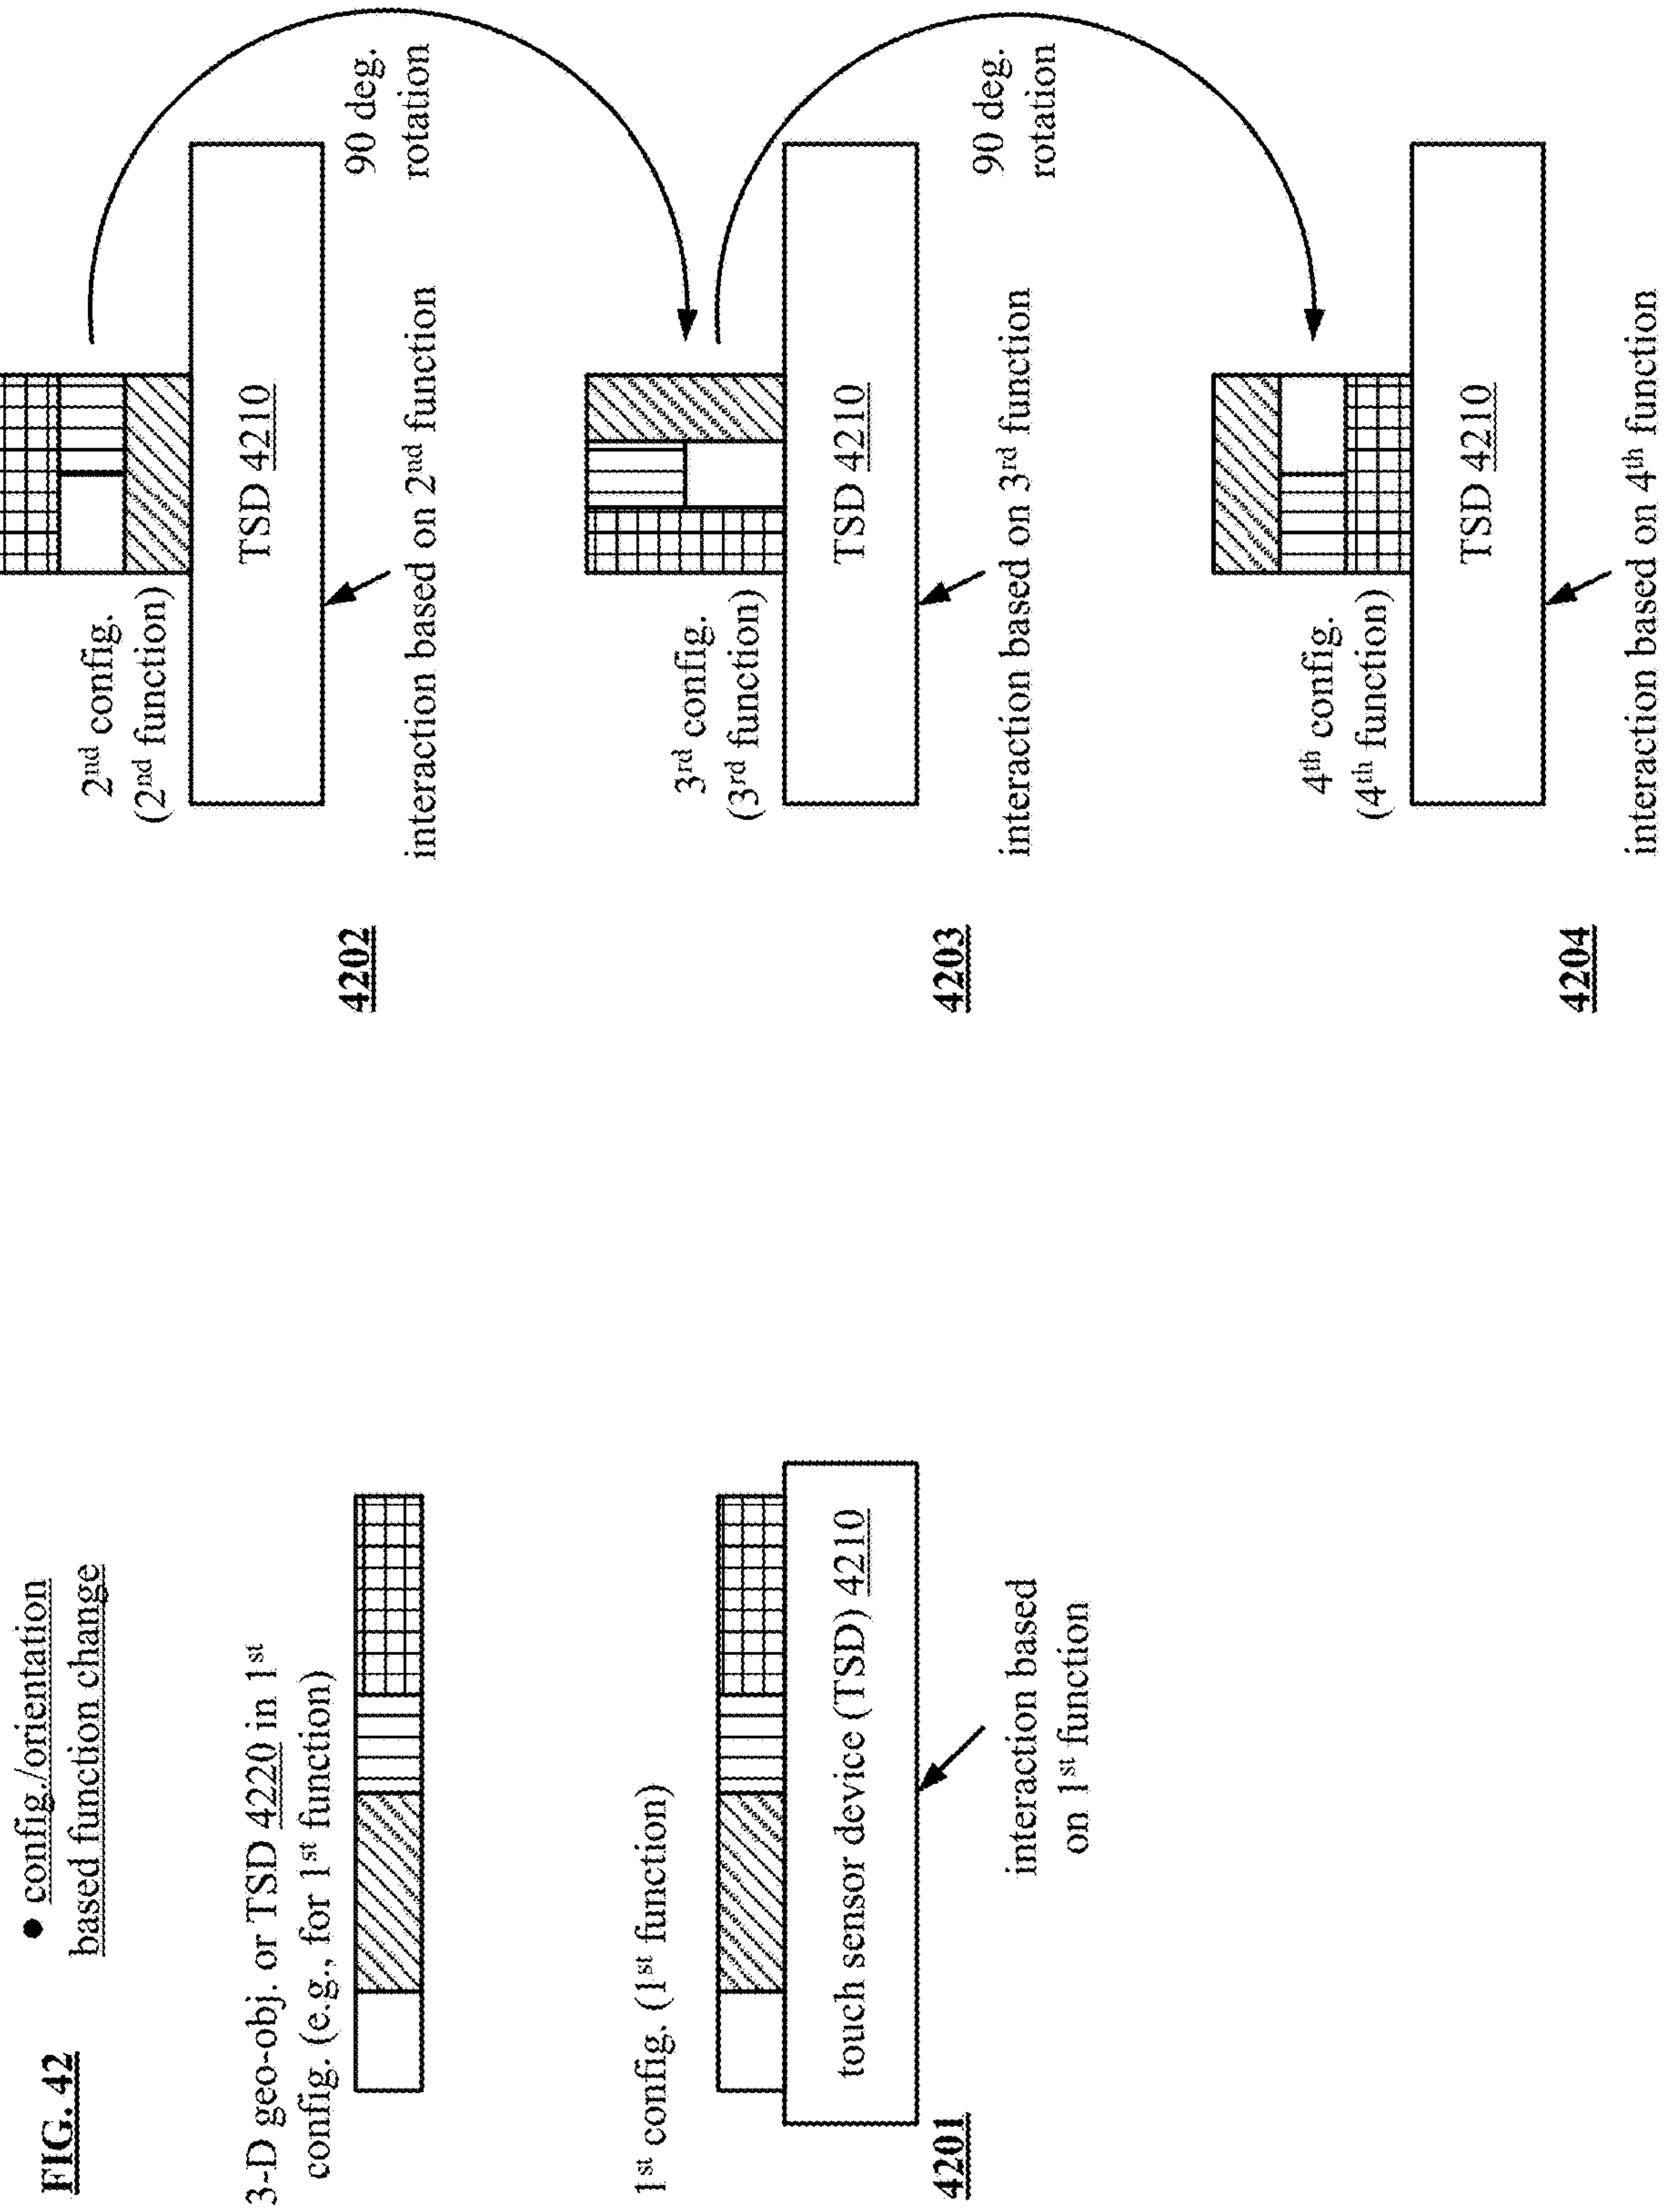 FIG. 42
● config./orientation
based function change
3-D geo-obj. or TSD 4220 in 1st
config. (e.g., for 1st function)
1st config. (1st function)
touch sensor device (TSD) 4210
interaction based
on 1st function
4201
2nd config.
(2nd function)
TSD 4210
90 deg.
rotation
interaction based on 2nd function
4202
3rd config.
(3rd function)
TSD 4210
90 deg.
rotation
interaction based on 3rd function
4203
4th config.
(4th function)
TSD 4210
interaction based on 4th function
4204